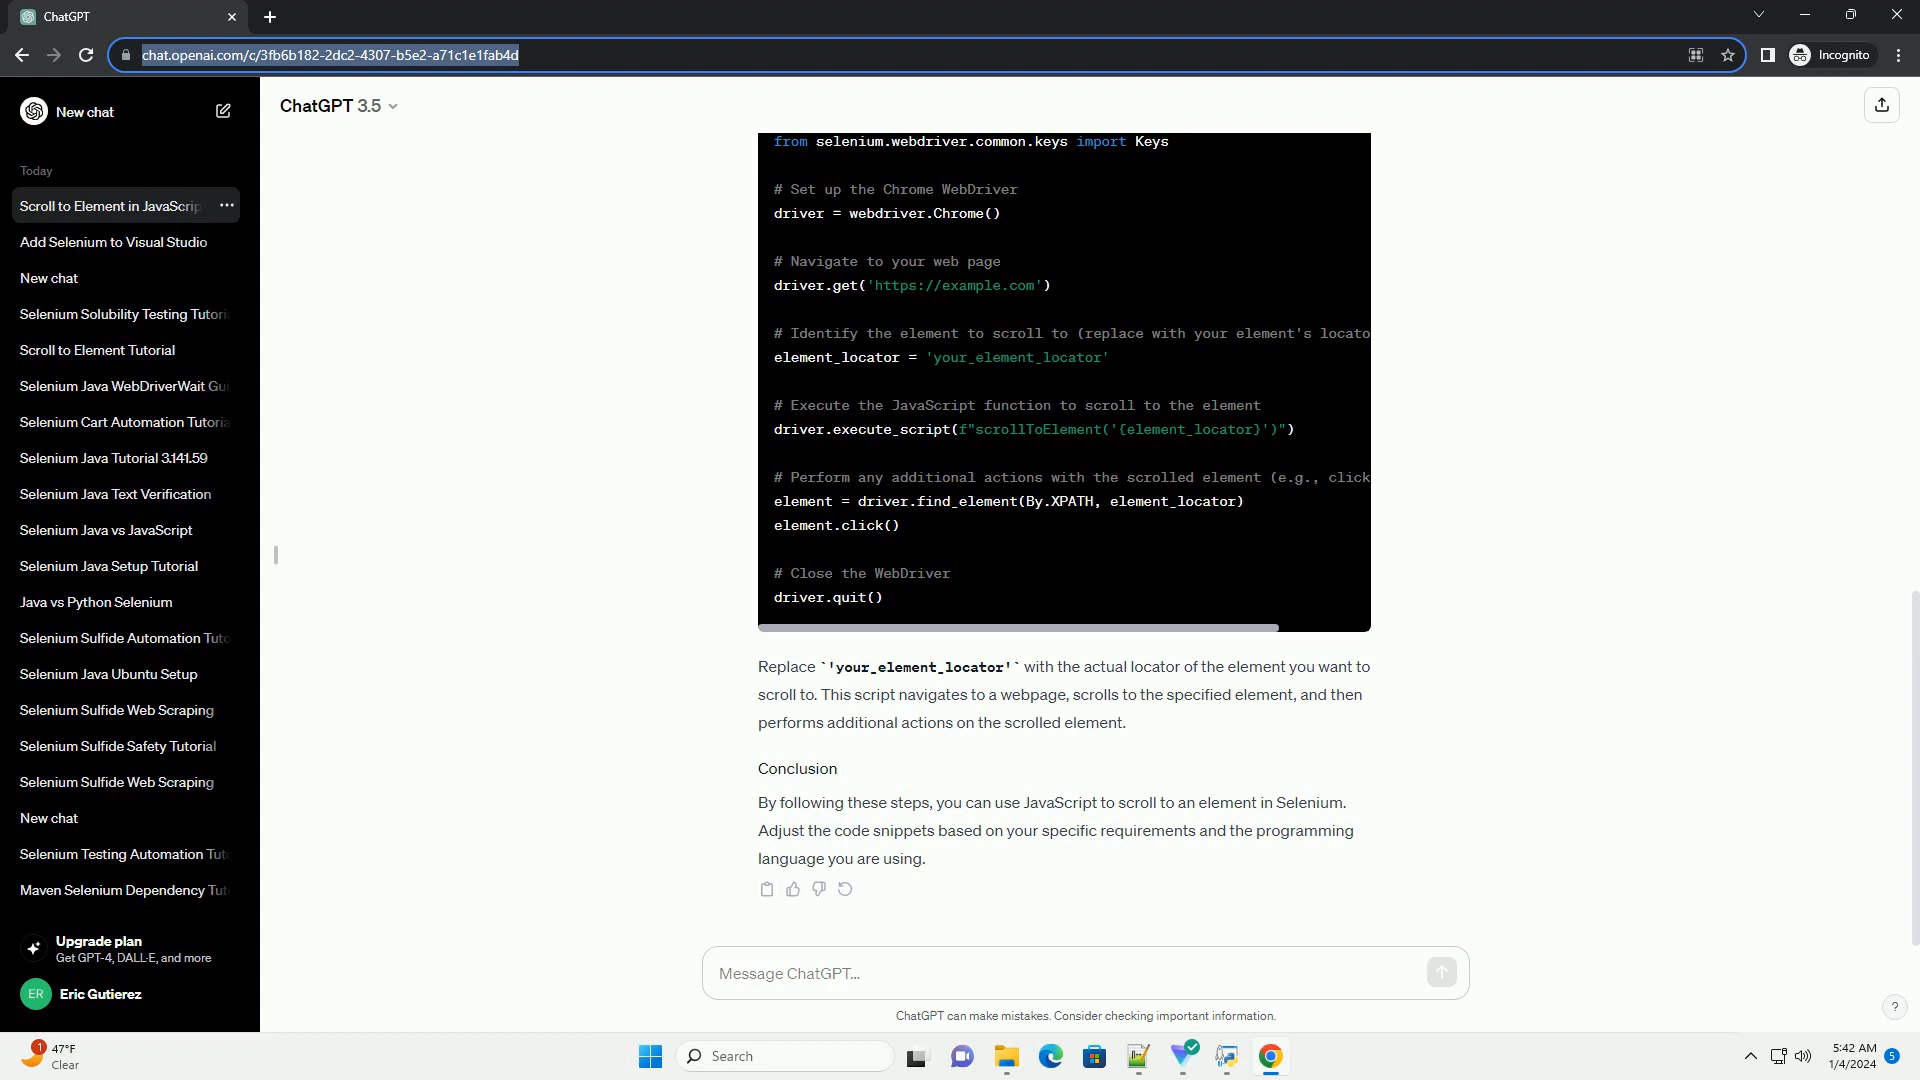 ChatGPT
chat.openai.com/c/3fb6b182-2dc2-4307-b5e2-a71c1e1fab4d
Incognito
New chat
ChatGPT 3.5
Today
Scroll to Element in JavaScrip
Add Selenium to Visual Studio
New chat
Selenium Solubility Testing Tutori
Scroll to Element Tutorial
Selenium Java WebDriverWait Gui
Selenium Cart Automation Tutoria
Selenium Java Tutorial 3.141.59
Selenium Java Text Verification
Selenium Java vs JavaScript
Selenium Java Setup Tutorial
Java vs Python Selenium
Selenium Sulfide Automation Tuto
Selenium Java Ubuntu Setup
Selenium Sulfide Web Scraping
Selenium Sulfide Safety Tutorial
Selenium Sulfide Web Scraping
New chat
Selenium Testing Automation Tuto
Maven Selenium Dependency Tut
Upgrade plan
Get GPT-4, DALL·E, and more
ER
Eric Gutierez
from selenium.webdriver.common.keys import Keys
# Set up the Chrome WebDriver
driver = webdriver.Chrome()
# Navigate to your web page
driver.get('https://example.com')
# Identify the element to scroll to (replace with your element's locato
element_locator = 'your_element_locator'
# Execute the JavaScript function to scroll to the element
driver.execute_script(f"scrollToElement('{element_locator}')")
# Perform any additional actions with the scrolled element (e.g., click
element = driver.find_element(By.XPATH, element_locator)
element.click()
# Close the WebDriver
driver.quit()
Replace `'your_element_locator'` with the actual locator of the element you want to
scroll to. This script navigates to a webpage, scrolls to the specified element, and then
performs additional actions on the scrolled element.
Conclusion
By following these steps, you can use JavaScript to scroll to an element in Selenium.
Adjust the code snippets based on your specific requirements and the programming
language you are using.
Message ChatGPT...
ChatGPT can make mistakes. Consider checking important information.
?
1
47°F
Clear
Search
5:42 AM
1/4/2024
5